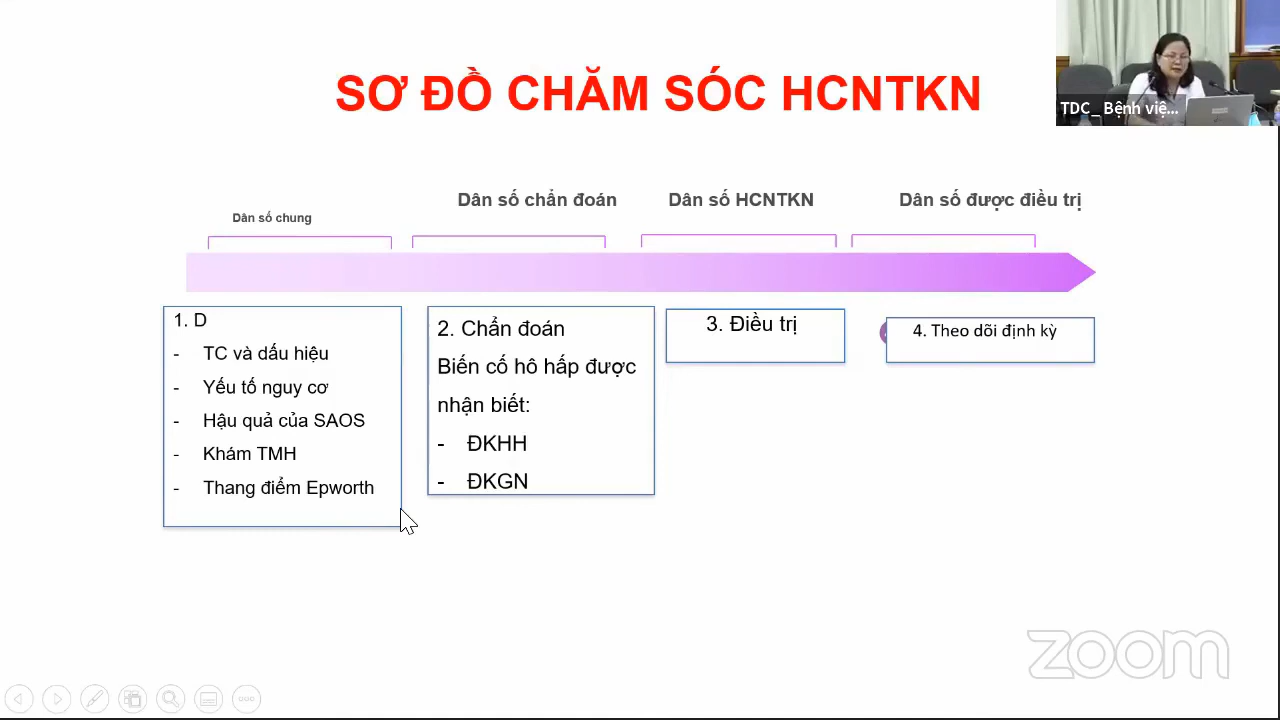 SƠ ĐỒ CHĂM SÓC HCNTKN
TDC_ Bệnh việ...
Dân số chung
Dân số chẩn đoán
Dân số HCNTKN
Dân số được điều trị
1. D
- TC và dấu hiệu
- Yếu tố nguy cơ
- Hậu quả của SAOS
- Khám TMH
- Thang điểm Epworth
2. Chẩn đoán
Biến cố hô hấp được
nhận biết:
- ĐKHH
- ĐKGN
3. Điều trị
4. Theo dõi định kỳ
zoom